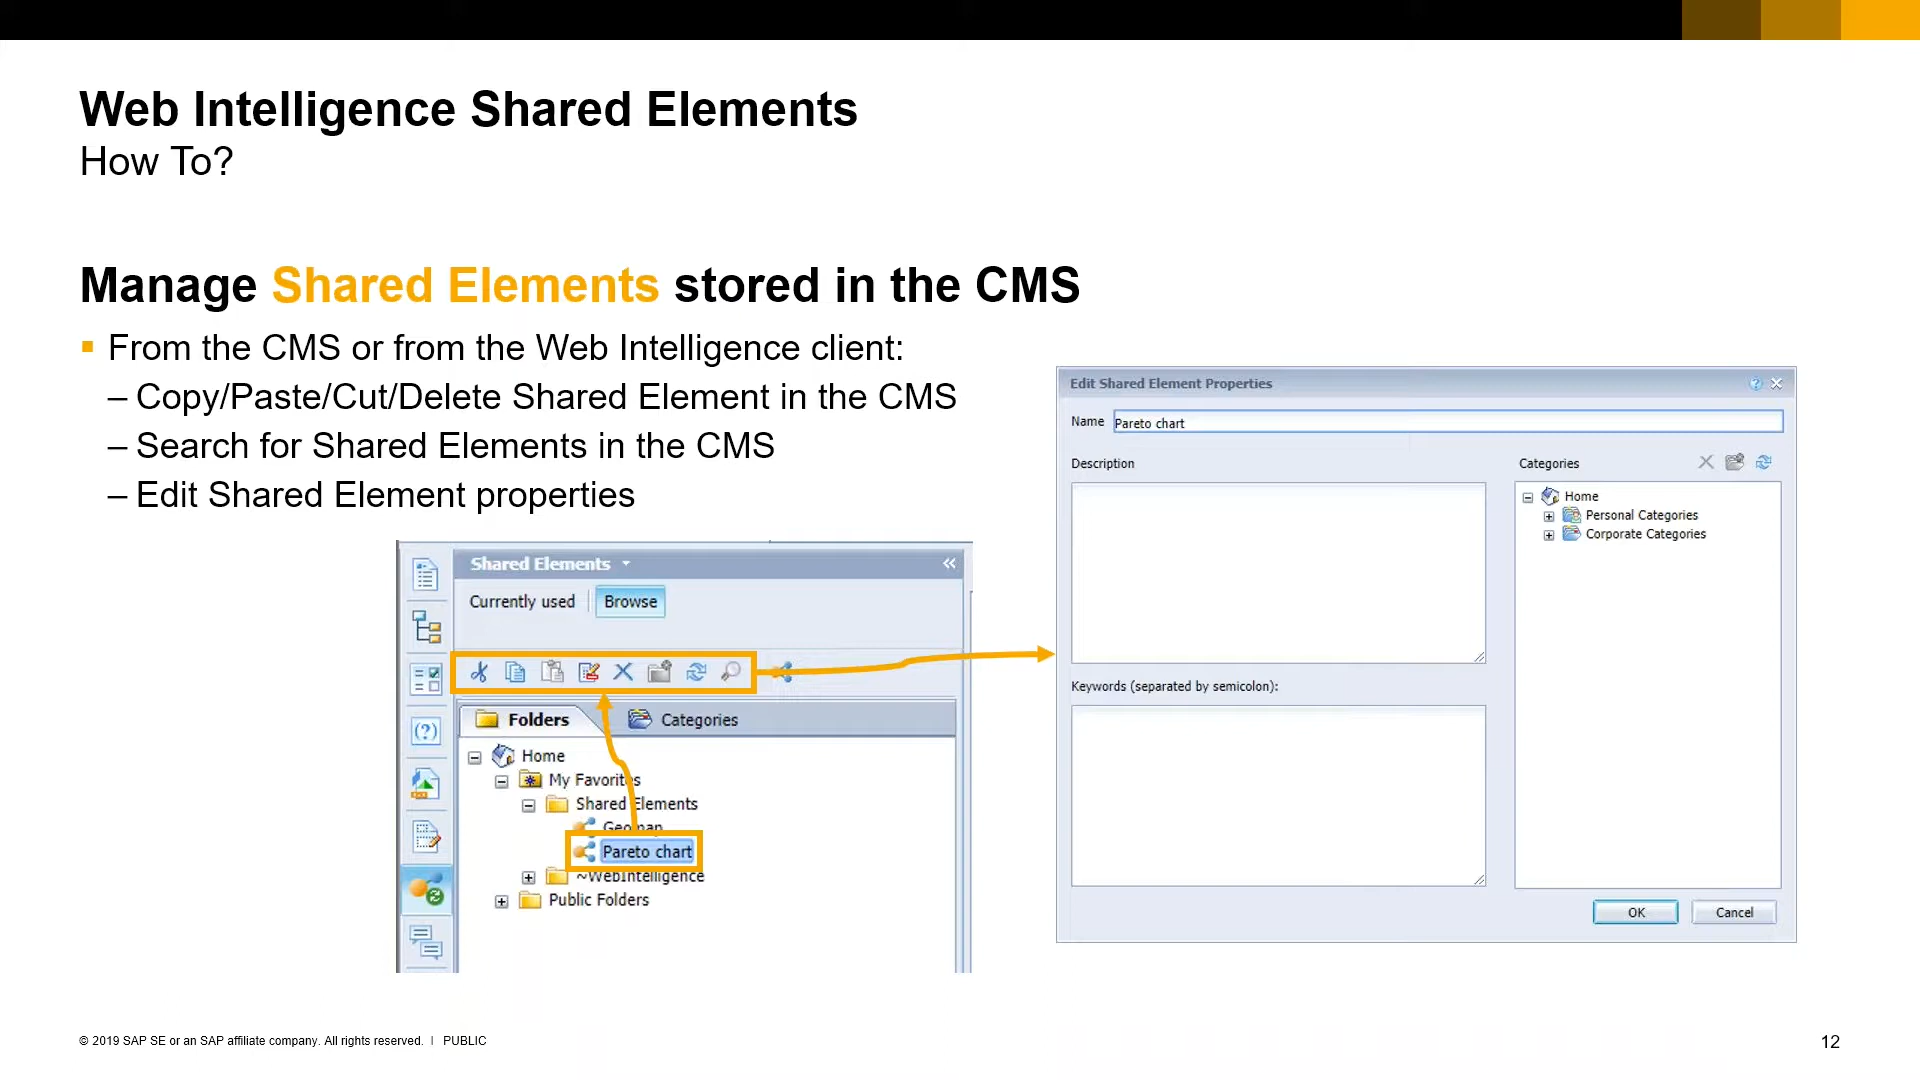 Web Intelligence Shared Elements
How To?
Manage Shared Elements stored in the CMS
From the CMS or from the Web Intelligence client:
– Copy/Paste/Cut/Delete Shared Element in the CMS
– Search for Shared Elements in the CMS
– Edit Shared Element properties
Shared Elements
Currently used
Browse
Folders
Categories
Home
My Favorites
Shared Elements
Geomap
Pareto chart
~WebIntelligence
Public Folders
Edit Shared Element Properties
Name Pareto chart
Description
Categories
Home
Personal Categories
Corporate Categories
Keywords (separated by semicolon):
OK
Cancel
© 2019 SAP SE or an SAP affiliate company. All rights reserved. | PUBLIC
12